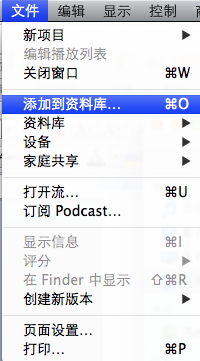 文件 编辑 显示 控制
新项目 ▶
编辑播放列表
关闭窗口 ⌘W
添加到资料库... ⌘O
资料库 ▶
设备 ▶
家庭共享 ▶
打开流... ⌘U
订阅 Podcast...
显示信息 ⌘I
评分 ▶
在 Finder 中显示 ⇧⌘R
创建新版本 ▶
页面设置...
打印... ⌘P